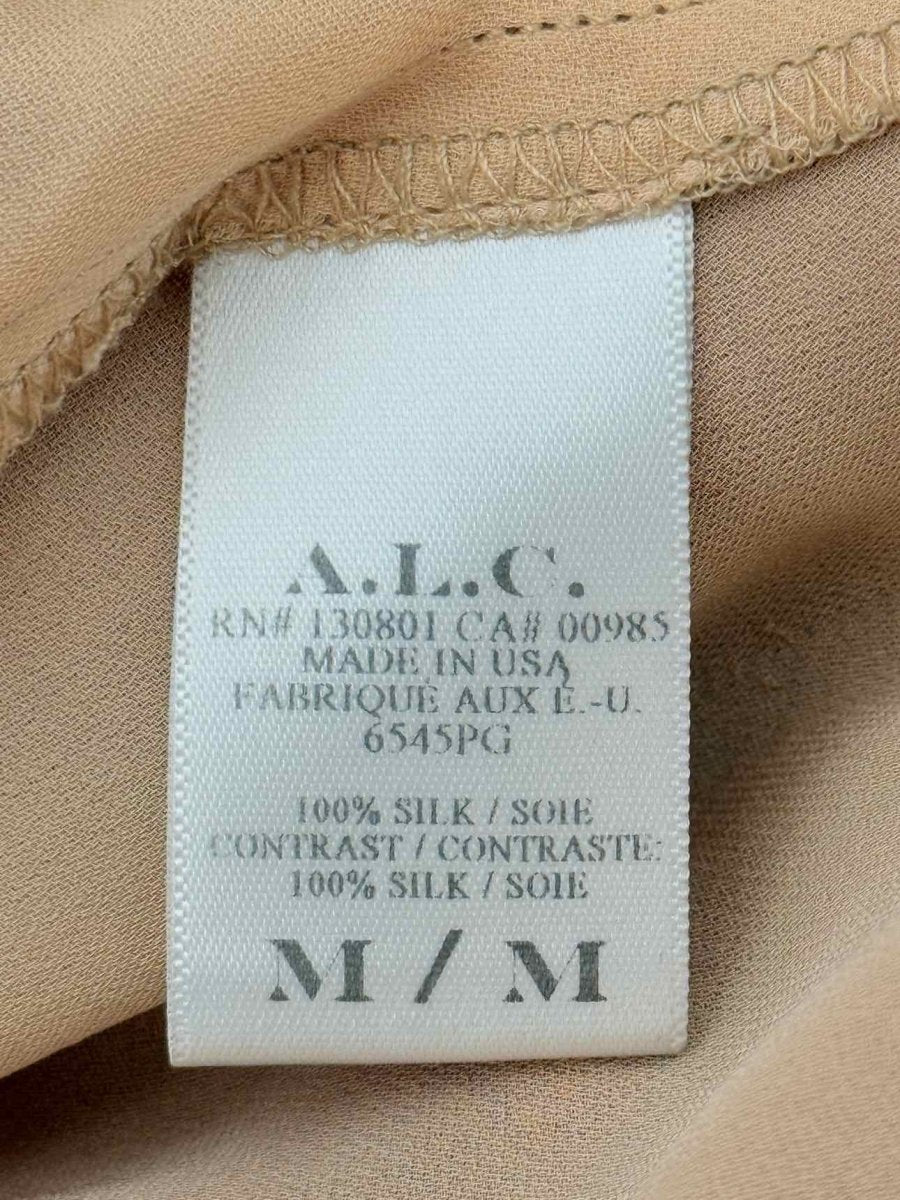 A.L.C.
RN# 130801 CA# 00985
MADE IN USA
FABRIQUÉ AUX É.-U.
6545PG
100% SILK / SOIE
CONTRAST / CONTRASTE:
100% SILK / SOIE
M / M